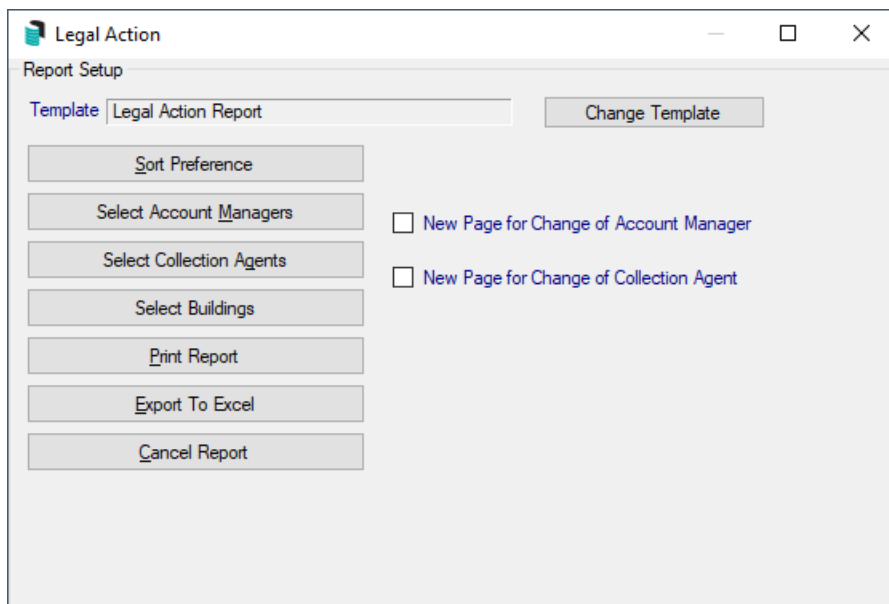 Legal Action
Report Setup
Template Legal Action Report Change Template
Sort Preference
Select Account Managers
New Page for Change of Account Manager
Select Collection Agents
New Page for Change of Collection Agent
Select Buildings
Print Report
Export To Excel
Cancel Report